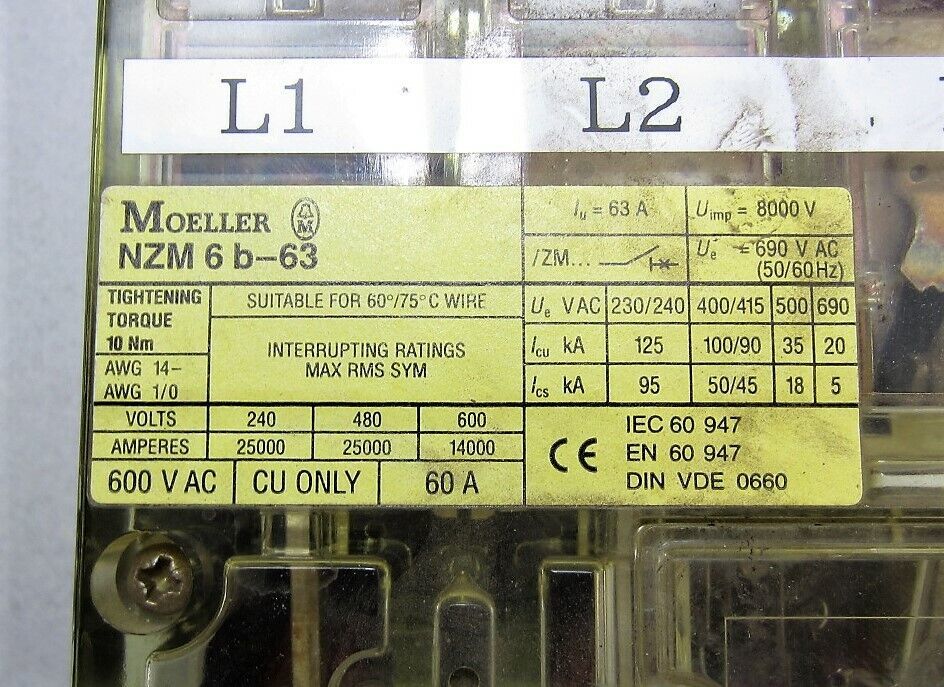 L1 L2
MOELLER M
NZM 6 b-63
Iu = 63 A Uimp = 8000 V
/ZM... Ue = 690 V AC
(50/60Hz)
TIGHTENING
TORQUE
10 Nm
AWG 14-
AWG 1/0
SUITABLE FOR 60°/75°C WIRE
INTERRUPTING RATINGS
MAX RMS SYM
VOLTS 240 480 600
AMPERES 25000 25000 14000
600 V AC CU ONLY 60 A
Ue VAC 230/240 400/415 500 690
Icu kA 125 100/90 35 20
Ics kA 95 50/45 18 5
CE
IEC 60 947
EN 60 947
DIN VDE 0660